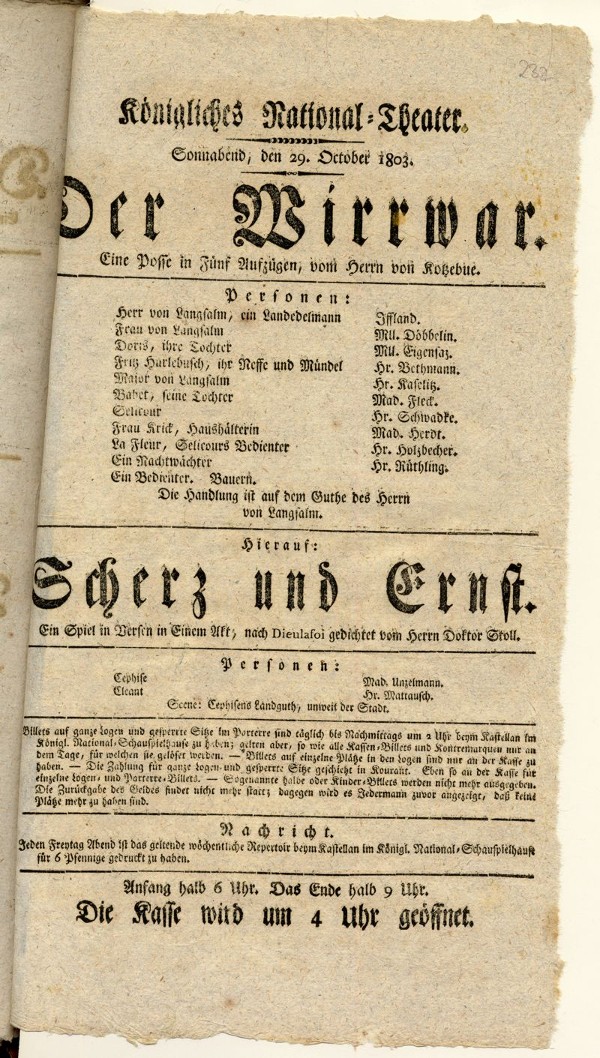 232
Königliches National-Theater.
Sonnabend, den 29. October 1803.
Der Wirrwar.
Eine Posse in Fünf Aufzügen, vom Herrn von Kotzebue.
Personen:
Herr von Langsalm, ein Landedelmann Iffland.
Frau von Langsalm Mll. Döbbelin.
Doris, ihre Tochter Mll. Eigensaz.
Fritz Hurlebusch, ihr Neffe und Mündel Hr. Bethmann.
Major von Langsalm Hr. Kaselitz.
Babet, seine Tochter Mad. Fleck.
Selicour Hr. Schwadke.
Frau Krick, Haushälterin Mad. Herdt.
La Fleur, Selicours Bedienter Hr. Holzbecher.
Ein Nachtwächter Hr. Rüthling.
Ein Bedienter. Bauern.
Die Handlung ist auf dem Guthe des Herrn
von Langsalm.
Hierauf:
Scherz und Ernst.
Ein Spiel in Versen in Einem Akt, nach Dieulafoi gedichtet vom Herrn Doktor Stoll.
Personen:
Cephise Mad. Unzelmann.
Cleant Hr. Mattausch.
Scene: Cephisens Landguth, unweit der Stadt.
Billets auf ganze Logen und gesperrte Sitze im Parterre sind täglich bis Nachmittags um 2 Uhr beym Kastellan im
Königl. National-Schauspielhause zu haben; gelten aber, so wie alle Kassen-Billets und Kontremarquen nur an
dem Tage, für welchen sie gelöset werden. — Billets auf einzelne Plätze in den Logen sind nur an der Kasse zu
haben. — Die Zahlung für ganze Logen und gesperrte Sitze geschieht in Kourant. Eben so an der Kasse für
einzelne Logen- und Parterre-Billets. — Sogenannte halbe oder Kinder-Billets werden nicht mehr ausgegeben.
Die Zurückgabe des Geldes findet nicht mehr statt; dagegen wird es Jedermann zuvor angezeigt, daß keine
Plätze mehr zu haben sind.
Nachricht.
Jeden Freytag Abend ist das geltende wöchentliche Repertoir beym Kastellan im Königl. National-Schauspielhause
für 6 Pfennige gedruckt zu haben.
Anfang halb 6 Uhr. Das Ende halb 9 Uhr.
Die Kasse wird um 4 Uhr geöffnet.